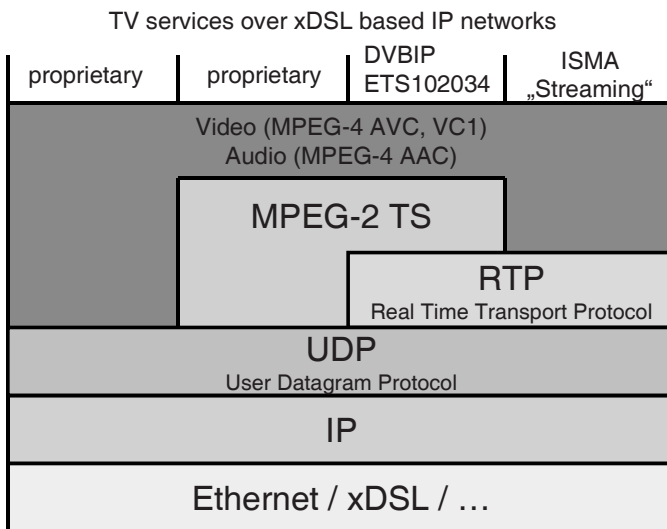 TV services over xDSL based IP networks
proprietary
proprietary
DVBIP
ETS102034
ISMA
„Streaming“
Video (MPEG-4 AVC, VC1)
Audio (MPEG-4 AAC)
MPEG-2 TS
RTP
Real Time Transport Protocol
UDP
User Datagram Protocol
IP
Ethernet / xDSL / …